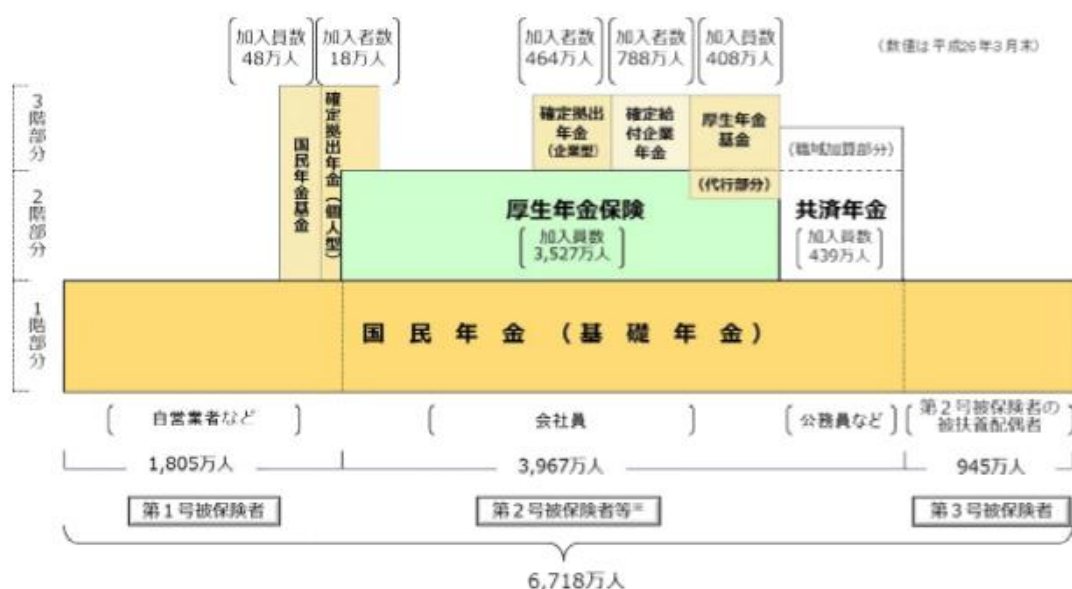 加入員数
48万人
加入者数
18万人
加入者数
464万人
加入者数
788万人
加入員数
408万人
(数値は平成26年3月末)
3階部分
2階部分
1階部分
国民年金基金
確定拠出年金(個人型)
確定拠出
年金
(企業型)
確定給
付企業
年金
厚生年金
基金
(代行部分)
(職域加算部分)
厚生年金保険
加入員数
3,527万人
共済年金
加入員数
439万人
国民年金(基礎年金)
自営業者など
会社員
公務員など
第2号被保険者の
被扶養配偶者
1,805万人
3,967万人
945万人
第1号被保険者
第2号被保険者等※
第3号被保険者
6,718万人